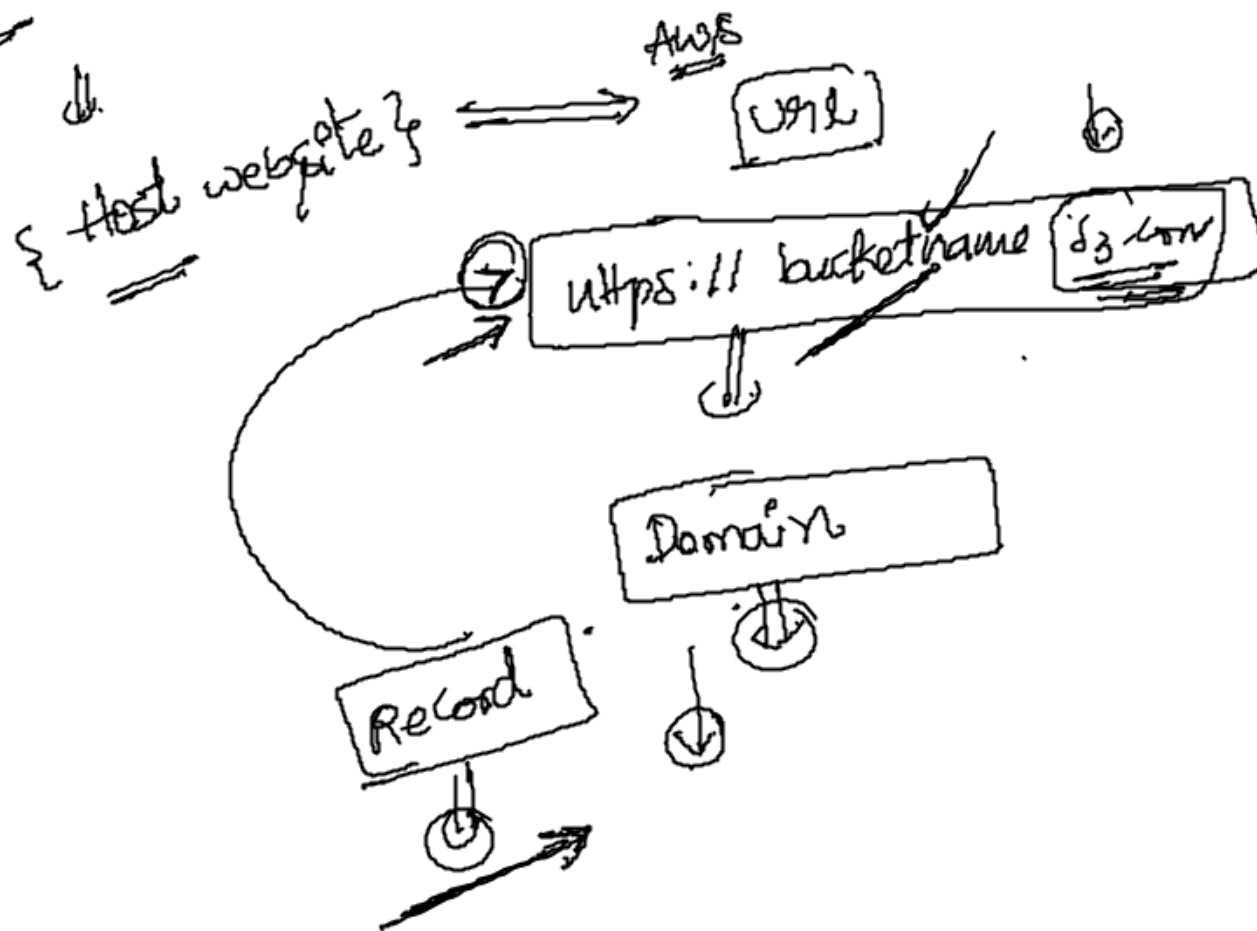 AWS
{ Host website }
URL
https:// bucketname s3.com
Domain
Record